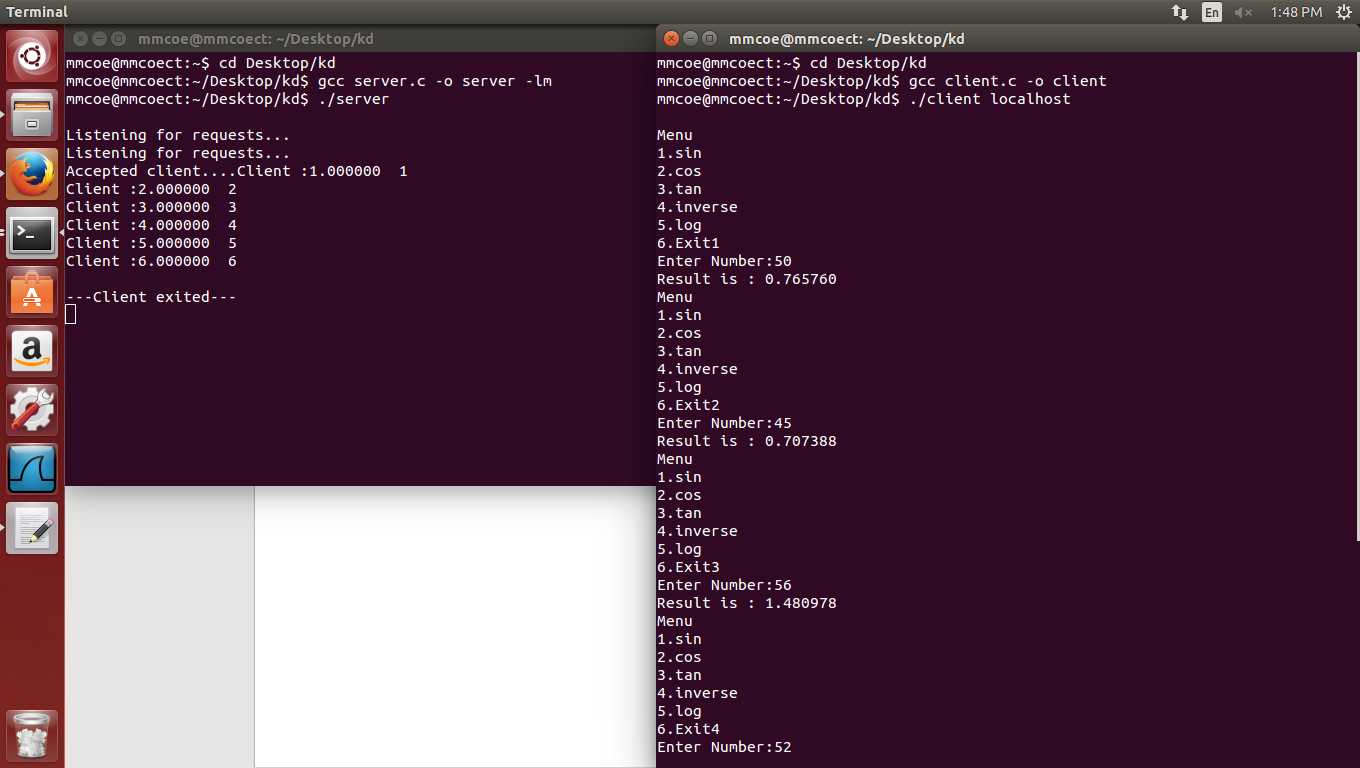 Terminal
En
1:48 PM
mmcoe@mmcoect: ~/Desktop/kd
mmcoe@mmcoect:~$ cd Desktop/kd
mmcoe@mmcoect:~/Desktop/kd$ gcc server.c -o server -lm
mmcoe@mmcoect:~/Desktop/kd$ ./server
Listening for requests...
Listening for requests...
Accepted client....Client :1.000000  1
Client :2.000000  2
Client :3.000000  3
Client :4.000000  4
Client :5.000000  5
Client :6.000000  6
---Client exited---
mmcoe@mmcoect: ~/Desktop/kd
mmcoe@mmcoect:~$ cd Desktop/kd
mmcoe@mmcoect:~/Desktop/kd$ gcc client.c -o client
mmcoe@mmcoect:~/Desktop/kd$ ./client localhost
Menu
1.sin
2.cos
3.tan
4.inverse
5.log
6.Exit1
Enter Number:50
Result is : 0.765760
Menu
1.sin
2.cos
3.tan
4.inverse
5.log
6.Exit2
Enter Number:45
Result is : 0.707388
Menu
1.sin
2.cos
3.tan
4.inverse
5.log
6.Exit3
Enter Number:56
Result is : 1.480978
Menu
1.sin
2.cos
3.tan
4.inverse
5.log
6.Exit4
Enter Number:52